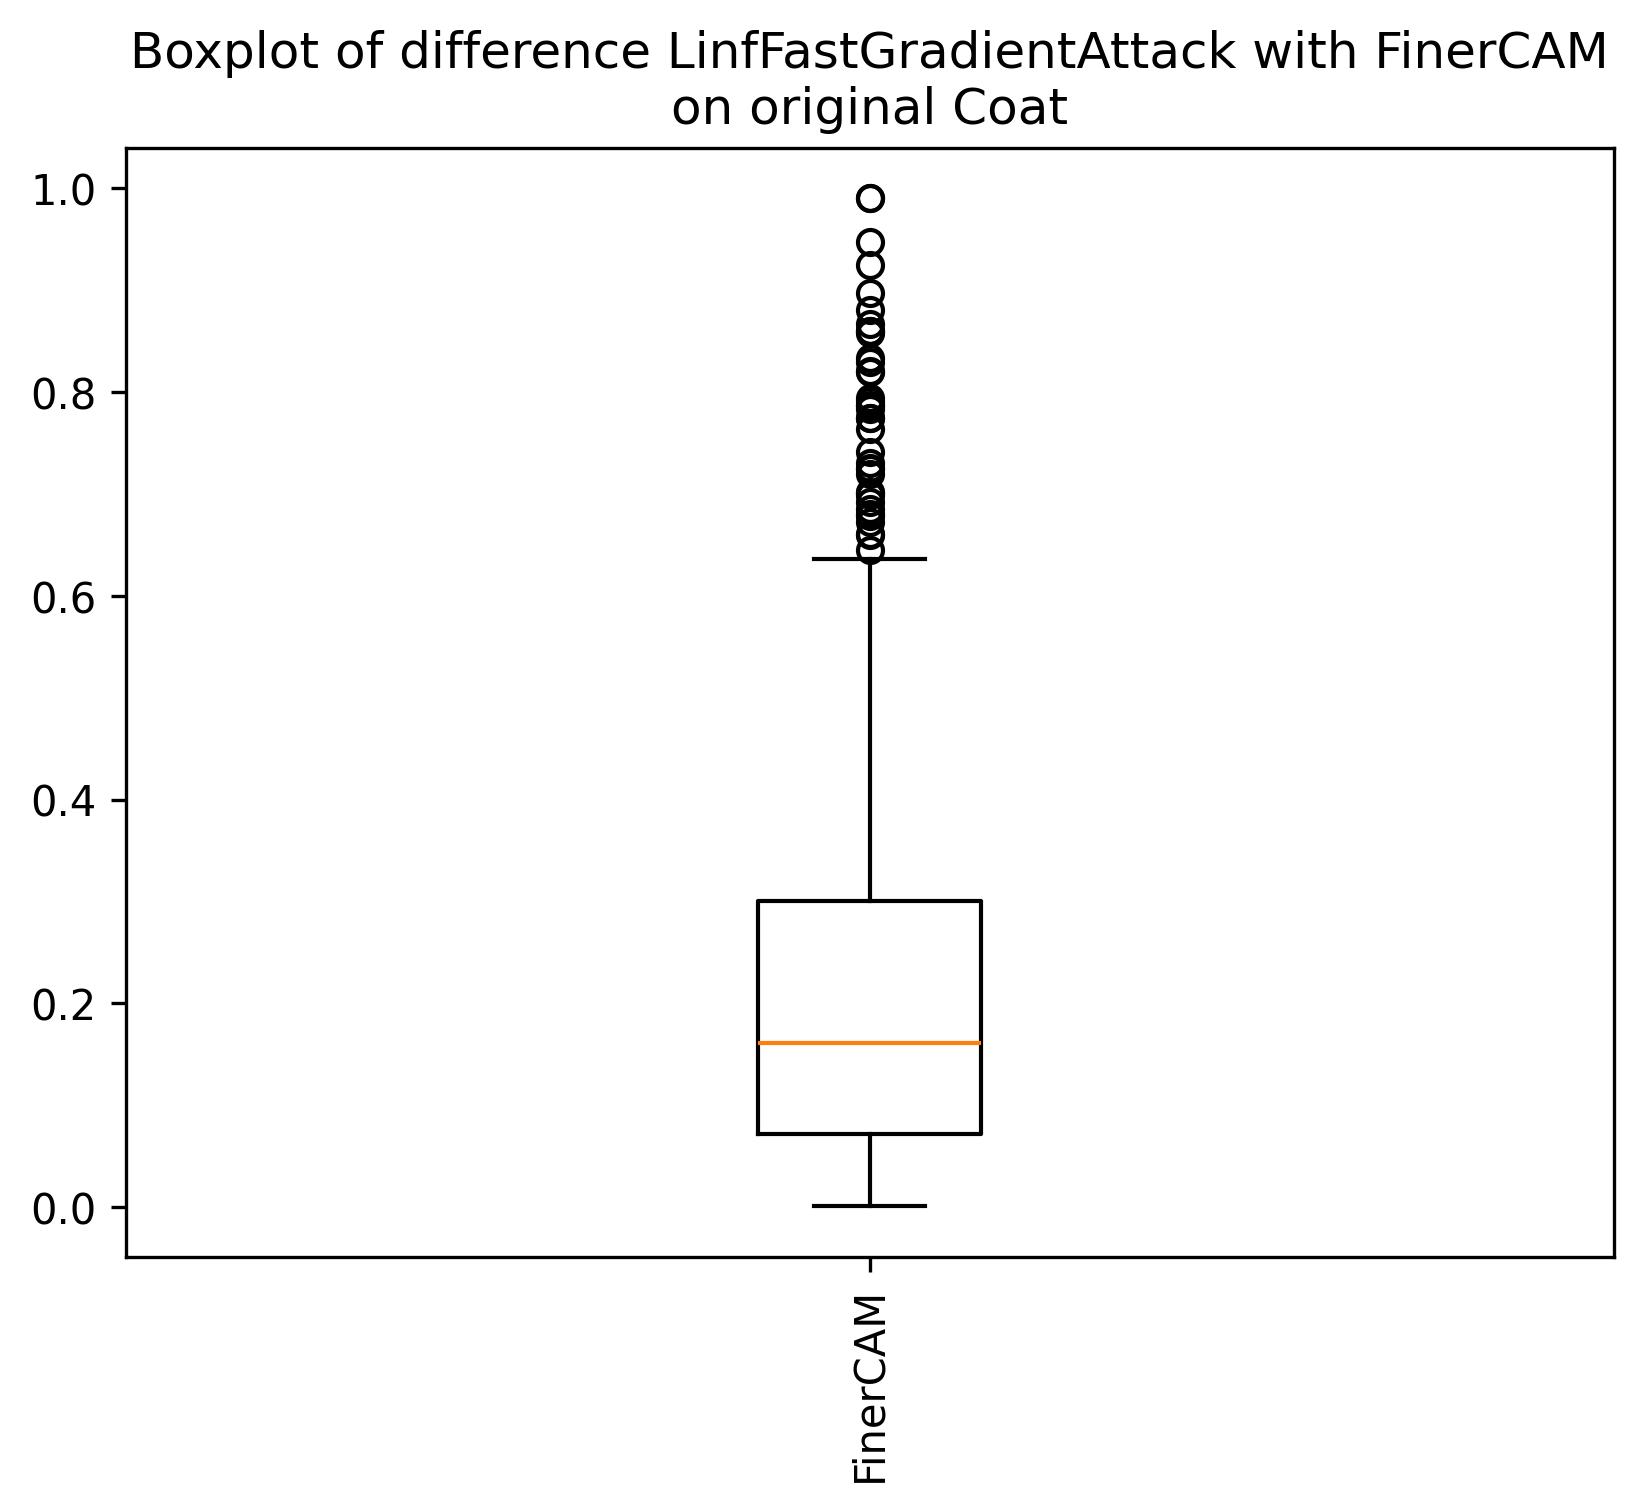 Boxplot of difference LinfFastGradientAttack with FinerCAM
on original Coat
1.0
0.8
0.6
0.4
0.2
0.0
FinerCAM